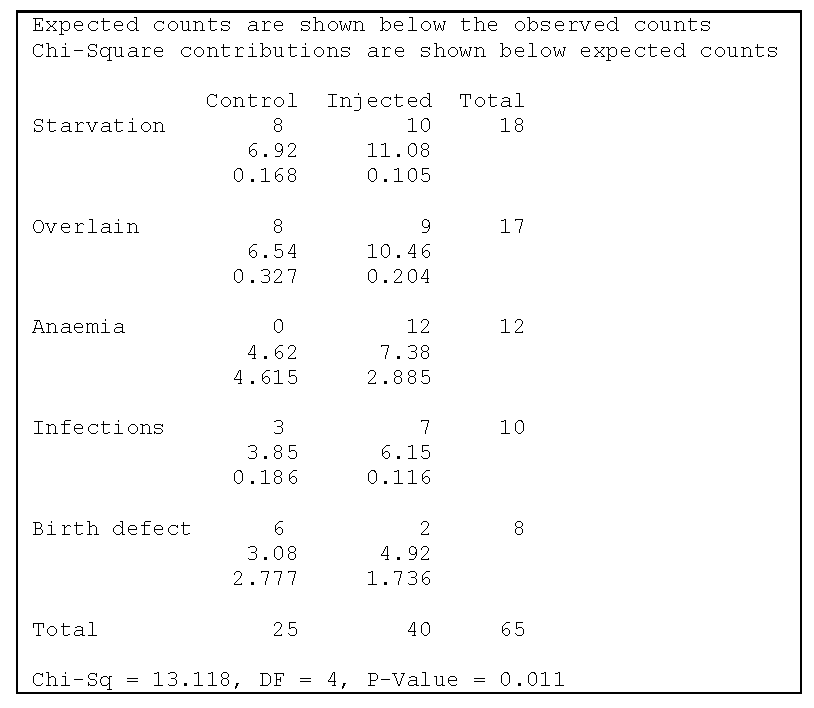 Expected counts are shown below the observed counts
Chi-Square contributions are shown below expected counts
Control Injected Total
Starvation 8 10 18
6.92 11.08
0.168 0.105
Overlain 8 9 17
6.54 10.46
0.327 0.204
Anaemia 0 12 12
4.62 7.38
4.615 2.885
Infections 3 7 10
3.85 6.15
0.186 0.116
Birth defect 6 2 8
3.08 4.92
2.777 1.736
Total 25 40 65
Chi-Sq = 13.118, DF = 4, P-Value = 0.011